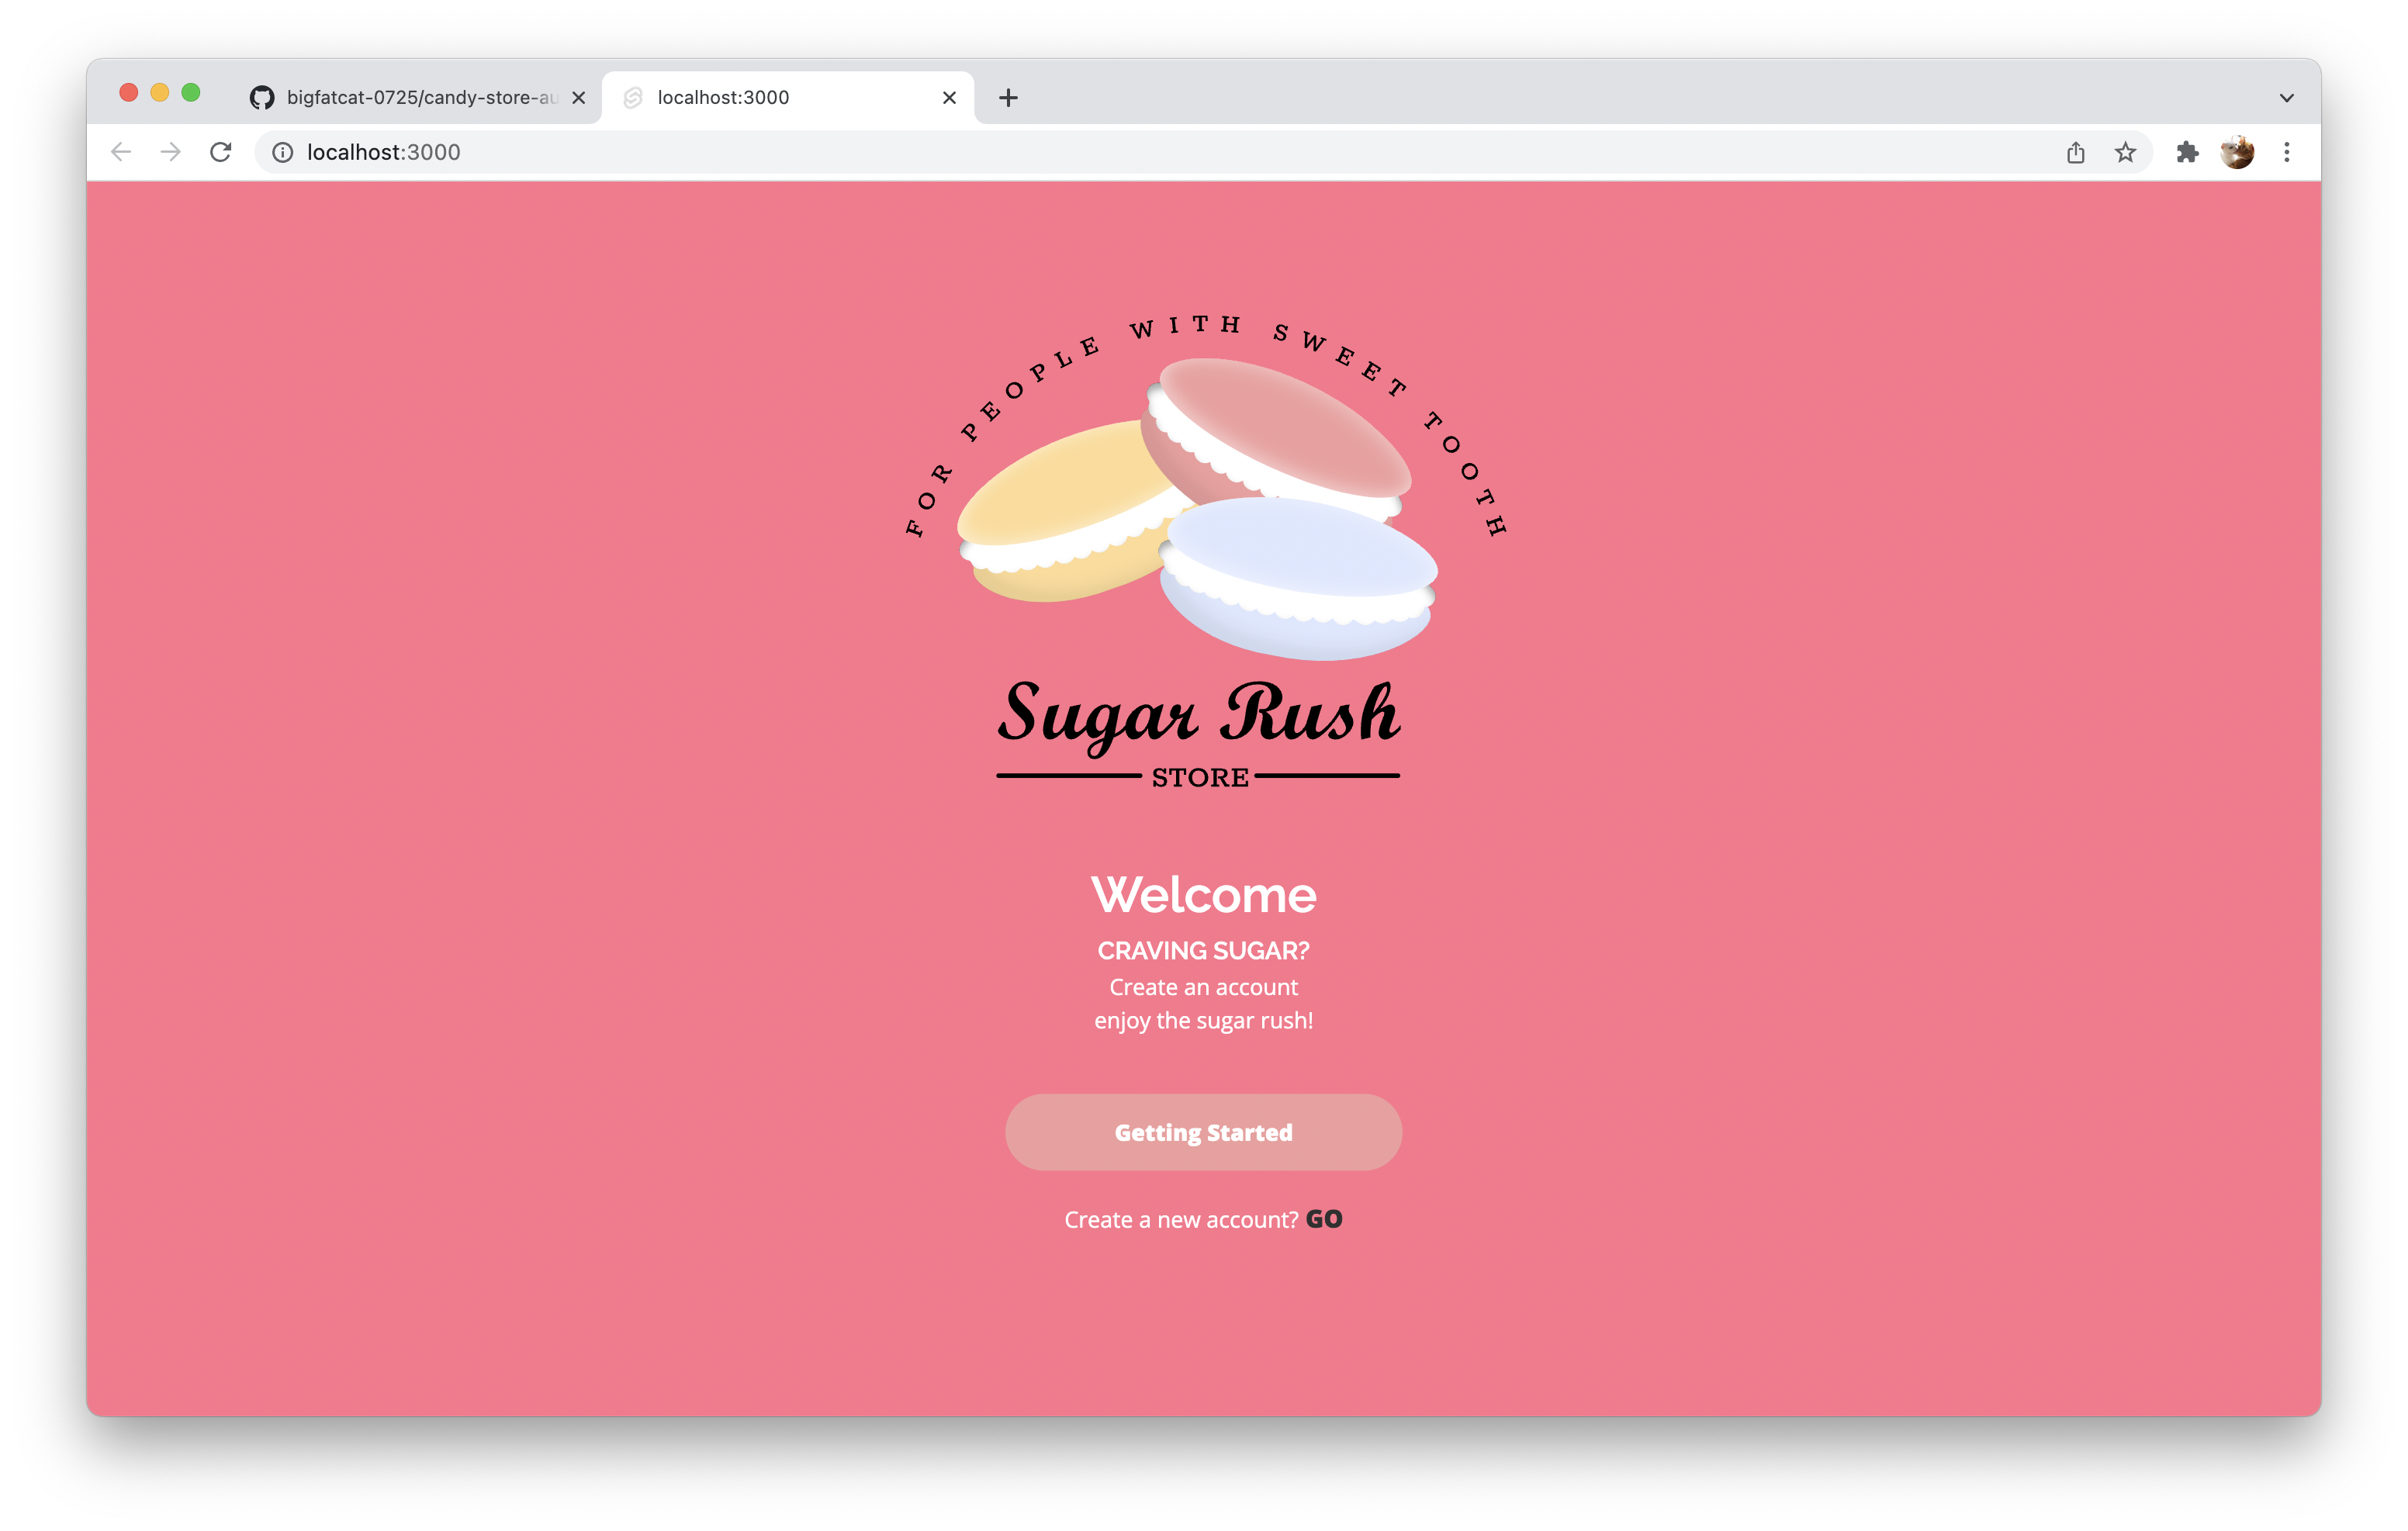 bigfatcat-0725/candy-store-au
localhost:3000
localhost:3000
FOR PEOPLE WITH SWEET TOOTH
Sugar Rush
STORE
Welcome
CRAVING SUGAR?
Create an account
enjoy the sugar rush!
Getting Started
Create a new account? GO